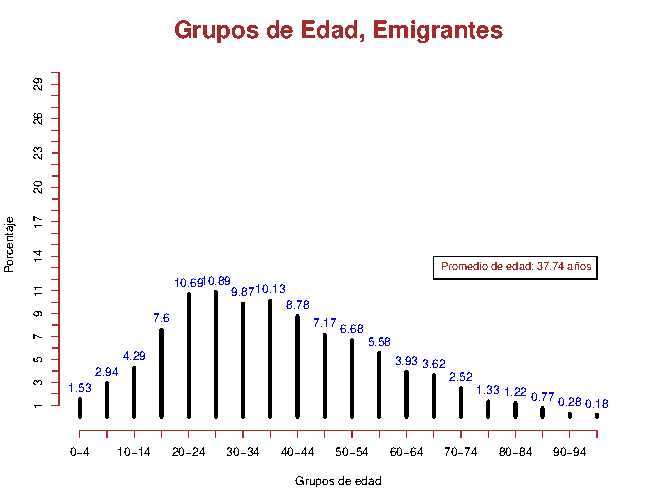 Grupos de Edad, Emigrantes
Porcentaje
29
26
23
20
17
14
11
9
7
5
3
1
Promedio de edad: 37.74 años
1.53 2.94 4.29 7.6 10.69 10.89 9.87 10.13 8.78 7.17 6.68 5.58 3.93 3.62 2.52 1.33 1.22 0.77 0.28 0.18
0−4 10−14 20−24 30−34 40−44 50−54 60−64 70−74 80−84 90−94
Grupos de edad